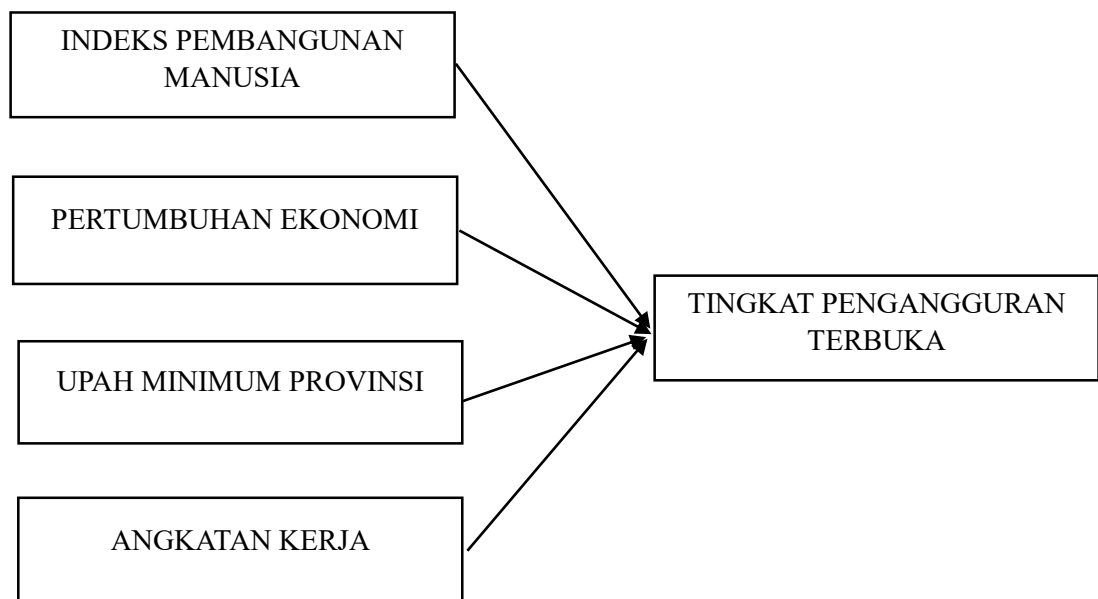 INDEKS PEMBANGUNAN
MANUSIA
PERTUMBUHAN EKONOMI
UPAH MINIMUM PROVINSI
ANGKATAN KERJA
TINGKAT PENGANGGURAN
TERBUKA